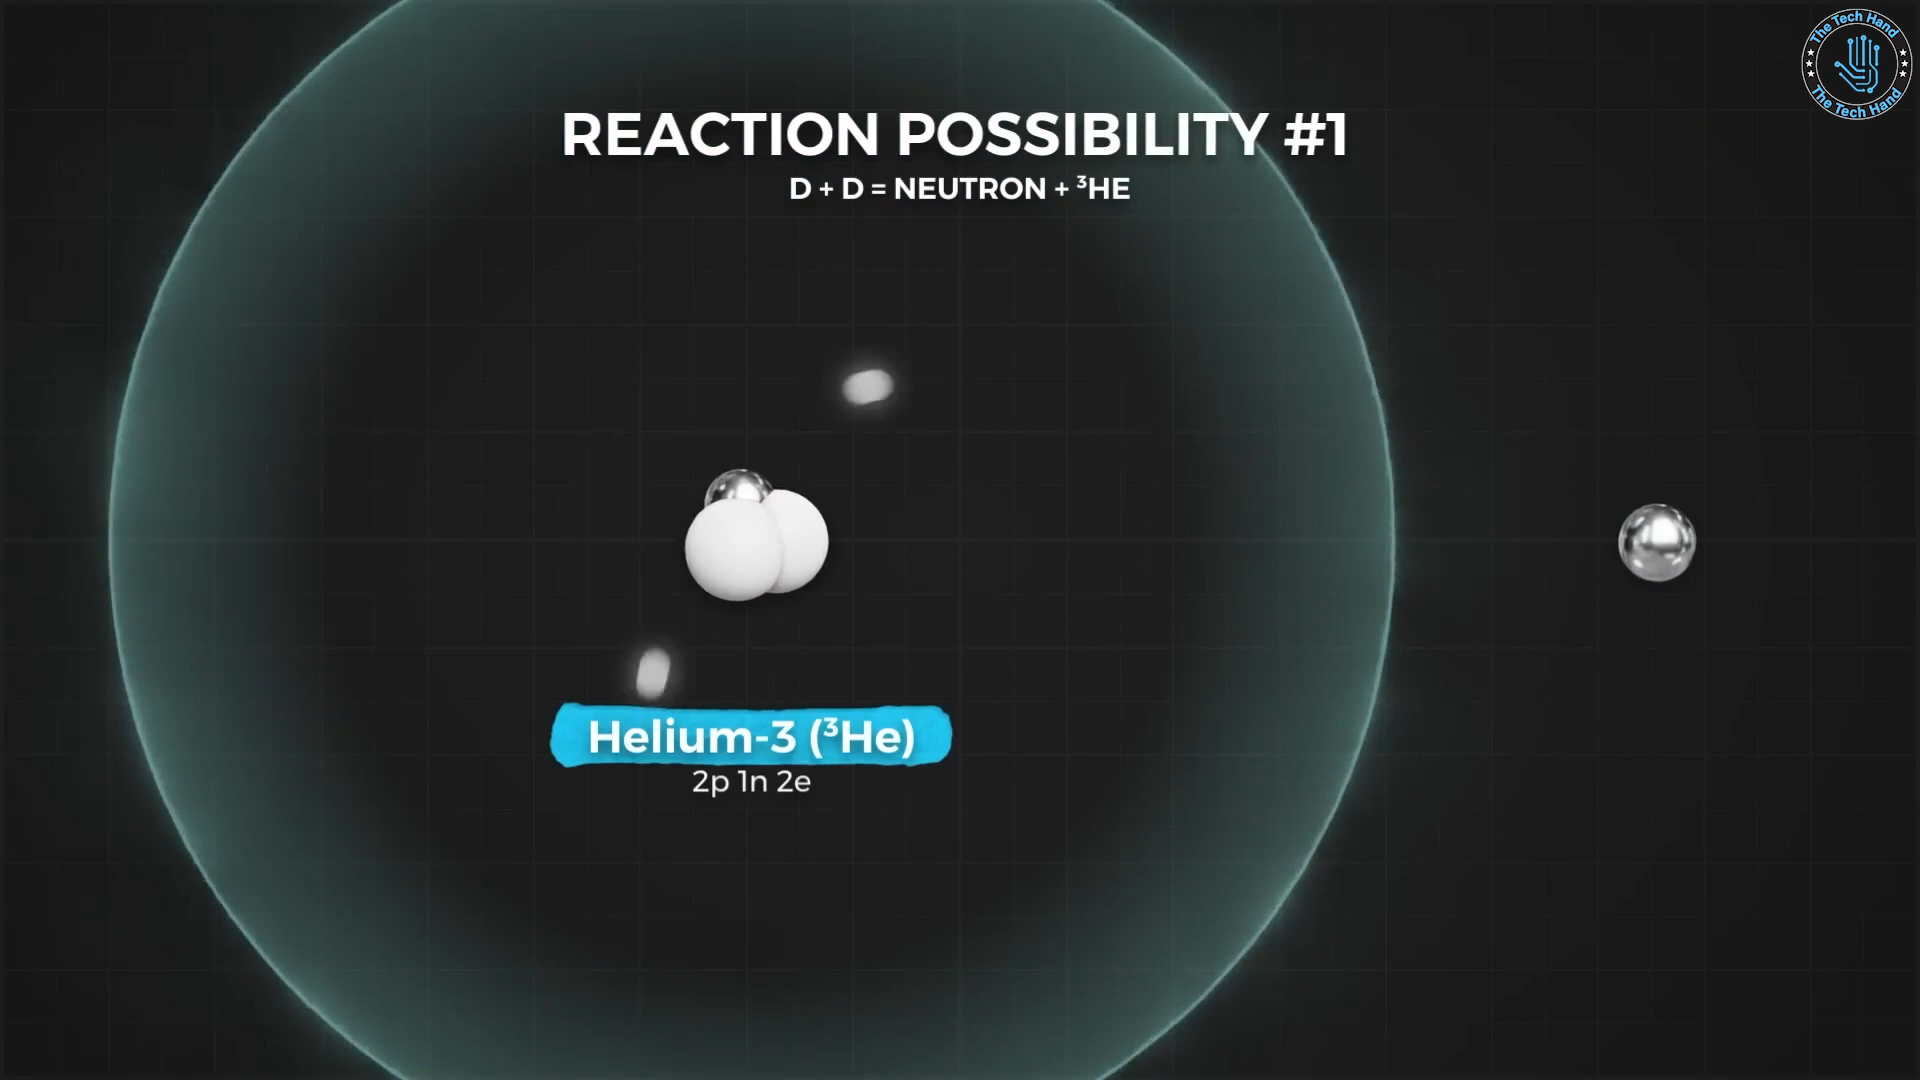 The Tech Hand
The Tech Hand
REACTION POSSIBILITY #1
D + D = NEUTRON + ³HE
Helium-3 (³He)
2p 1n 2e